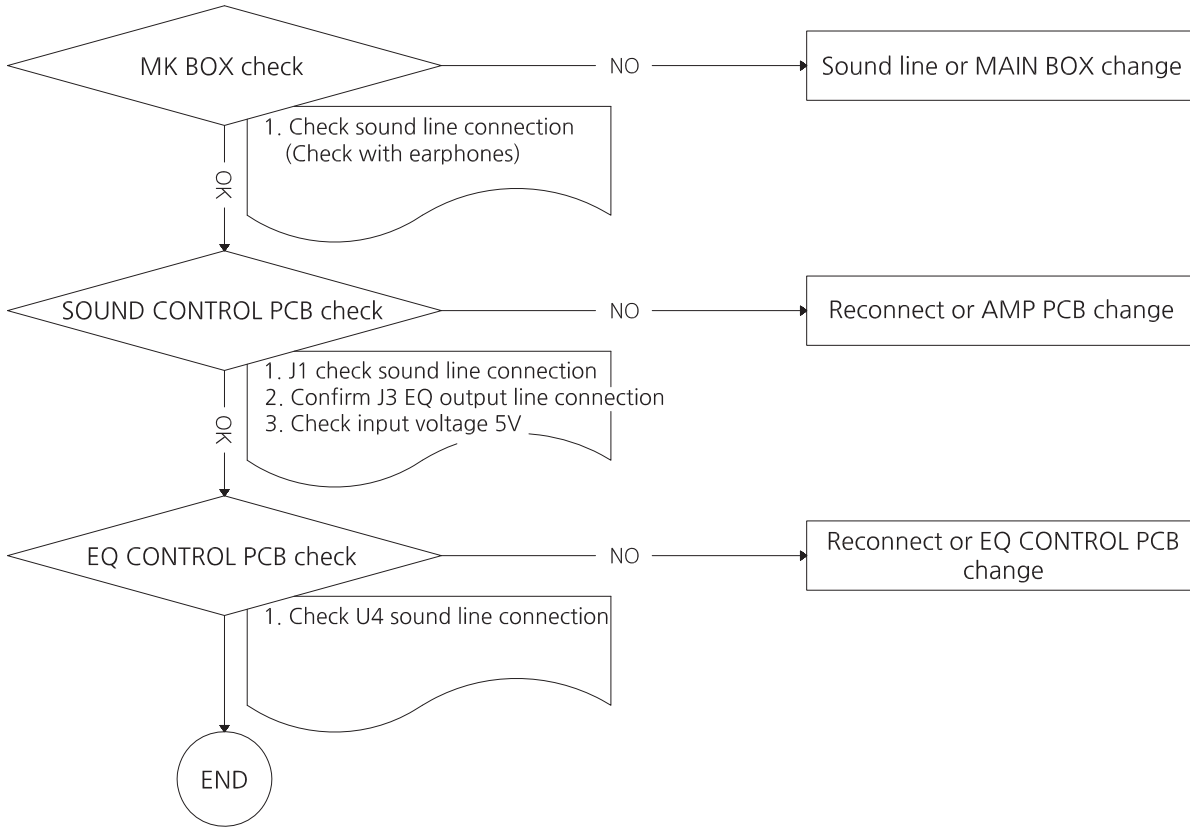 MK BOX check
NO
Sound line or MAIN BOX change
1. Check sound line connection
(Check with earphones)
OK
SOUND CONTROL PCB check
NO
Reconnect or AMP PCB change
1. J1 check sound line connection
2. Confirm J3 EQ output line connection
3. Check input voltage 5V
OK
EQ CONTROL PCB check
NO
Reconnect or EQ CONTROL PCB
change
1. Check U4 sound line connection
END